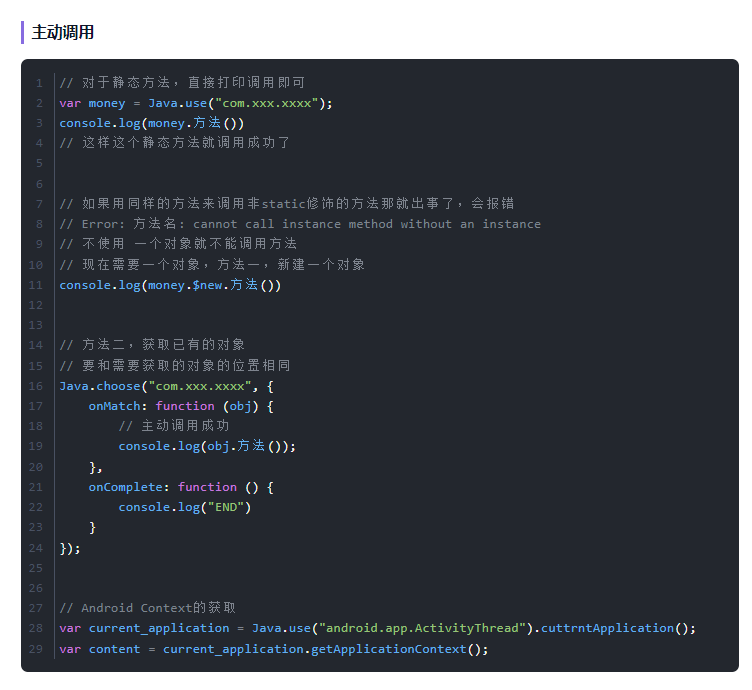 主动调用
1 // 对于静态方法，直接打印调用即可
2 var money = Java.use("com.xxx.xxxx");
3 console.log(money.方法())
4 // 这样这个静态方法就调用成功了
5
6
7 // 如果用同样的方法来调用非static修饰的方法那就出事了，会报错
8 // Error: 方法名: cannot call instance method without an instance
9 // 不使用 一个对象就不能调用方法
10 // 现在需要一个对象，方法一，新建一个对象
11 console.log(money.$new.方法())
12
13
14 // 方法二，获取已有的对象
15 // 要和需要获取的对象的位置相同
16 Java.choose("com.xxx.xxxx", {
17     onMatch: function (obj) {
18         // 主动调用成功
19         console.log(obj.方法());
20     },
21     onComplete: function () {
22         console.log("END")
23     }
24 });
25
26
27 // Android Context的获取
28 var current_application = Java.use("android.app.ActivityThread").cuttrntApplication();
29 var content = current_application.getApplicationContext();